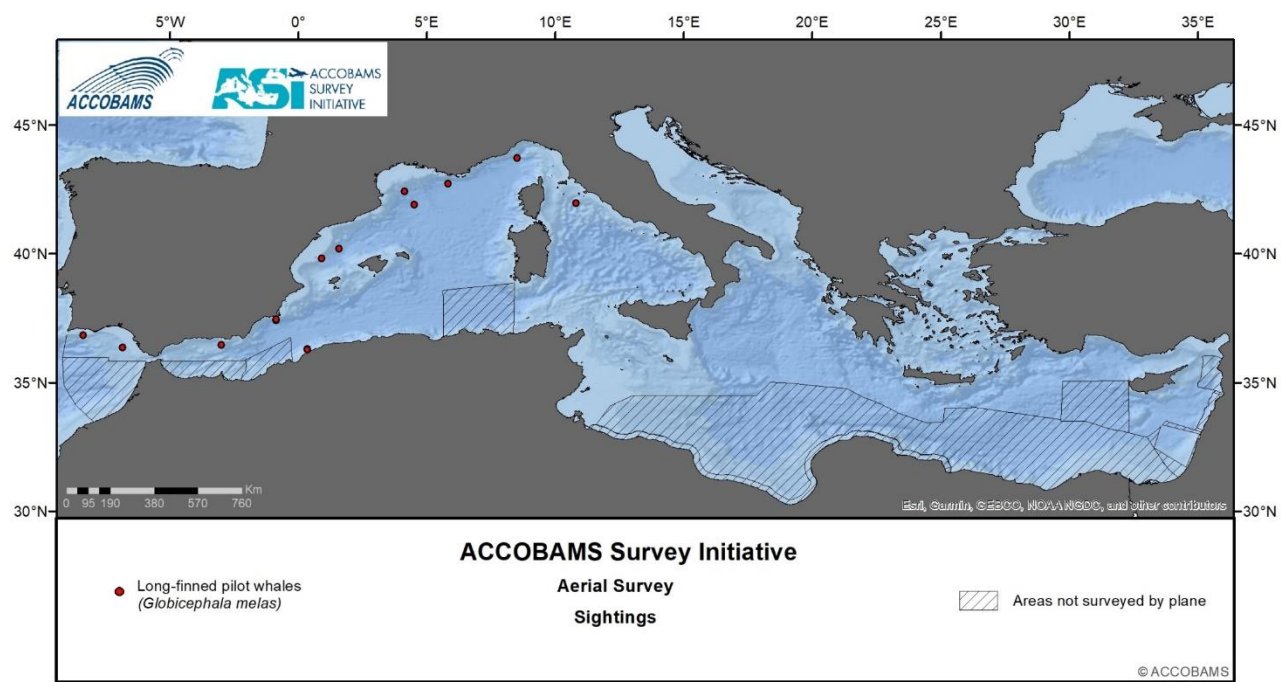 5°W 0° 5°E 10°E 15°E 20°E 25°E 30°E 35°E
ACCOBAMS
ASI
ACCOBAMS
SURVEY
INITIATIVE
45°N 45°N
40°N 40°N
35°N 35°N
30°N 30°N
Km
0 95 190 380 570 760
Esri, Garmin, GEBCO, NOAA NGDC, and other contributors
ACCOBAMS Survey Initiative
Aerial Survey
Sightings
Long-finned pilot whales
(Globicephala melas)
Areas not surveyed by plane
© ACCOBAMS